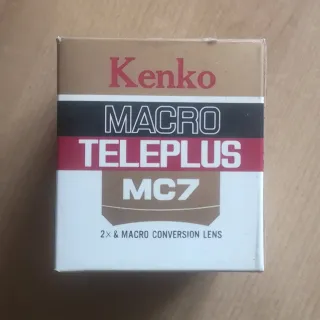 Kenko
MACRO
TELEPLUS
MC7
2× & MACRO CONVERSION LENS